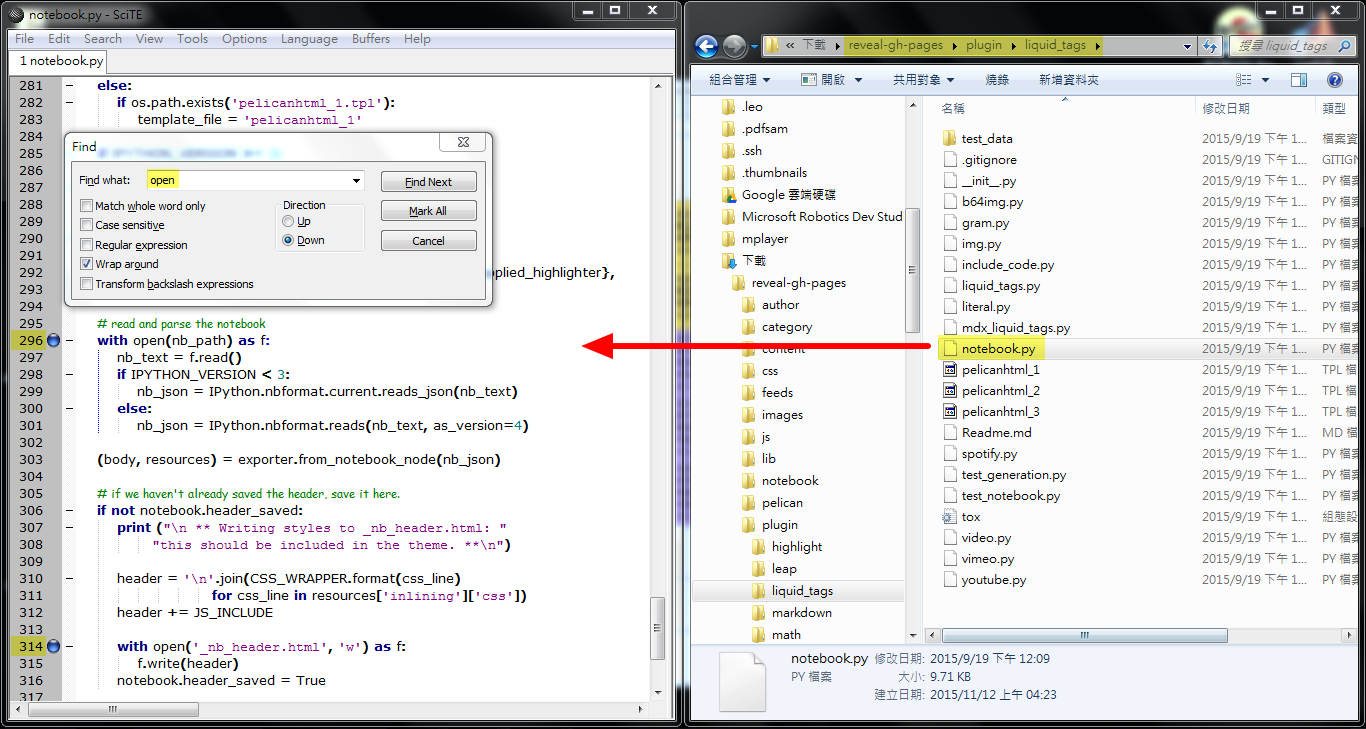 notebook.py - SciTE
File Edit Search View Tools Options Language Buffers Help
1 notebook.py
281 else:
282 if os.path.exists('pelicanhtml_1.tpl'):
283 template_file = 'pelicanhtml_1'
284
285
286
287
288
289
290
291
292 plied_highlighter},
293
294
295 # read and parse the notebook
296 with open(nb_path) as f:
297 nb_text = f.read()
298 if IPYTHON_VERSION < 3:
299 nb_json = IPython.nbformat.current.reads_json(nb_text)
300 else:
301 nb_json = IPython.nbformat.reads(nb_text, as_version=4)
302
303 (body, resources) = exporter.from_notebook_node(nb_json)
304
305 # if we haven't already saved the header, save it here.
306 if not notebook.header_saved:
307 print ("\n ** Writing styles to _nb_header.html: "
308 "this should be included in the theme. **\n")
309
310 header = '\n'.join(CSS_WRAPPER.format(css_line)
311 for css_line in resources['inlining']['css'])
312 header += JS_INCLUDE
313
314 with open('_nb_header.html', 'w') as f:
315 f.write(header)
316 notebook.header_saved = True
317
Find
Find what: open
Find Next
Match whole word only
Case sensitive
Regular expression
Wrap around
Transform backslash expressions
Direction
Up
Down
Mark All
Cancel
« 下載 reveal-gh-pages plugin liquid_tags
搜尋 liquid_tags
組合管理 開啟 共用對象 燒錄 新增資料夾
.leo
.pdfsam
.ssh
.thumbnails
Google 雲端硬碟
Microsoft Robotics Dev Stud
mplayer
下載
reveal-gh-pages
author
category
content
css
feeds
images
js
lib
notebook
pelican
plugin
highlight
leap
liquid_tags
markdown
math
名稱 修改日期 類型
test_data 2015/9/19 下午 1... 檔案資
.gitignore 2015/9/19 下午 1... GITIGN
__init__.py 2015/9/19 下午 1... PY 檔案
b64img.py 2015/9/19 下午 1... PY 檔案
gram.py 2015/9/19 下午 1... PY 檔案
img.py 2015/9/19 下午 1... PY 檔案
include_code.py 2015/9/19 下午 1... PY 檔案
liquid_tags.py 2015/9/19 下午 1... PY 檔案
literal.py 2015/9/19 下午 1... PY 檔案
mdx_liquid_tags.py 2015/9/19 下午 1... PY 檔案
notebook.py 2015/9/19 下午 1... PY 檔案
pelicanhtml_1 2015/9/19 下午 1... TPL 檔
pelicanhtml_2 2015/9/19 下午 1... TPL 檔
pelicanhtml_3 2015/9/19 下午 1... TPL 檔
Readme.md 2015/9/19 下午 1... MD 檔
spotify.py 2015/9/19 下午 1... PY 檔案
test_generation.py 2015/9/19 下午 1... PY 檔案
test_notebook.py 2015/9/19 下午 1... PY 檔案
tox 2015/9/19 下午 1... 組態設
video.py 2015/9/19 下午 1... PY 檔案
vimeo.py 2015/9/19 下午 1... PY 檔案
youtube.py 2015/9/19 下午 1... PY 檔案
notebook.py 修改日期: 2015/9/19 下午 12:09
PY 檔案 大小: 9.71 KB
建立日期: 2015/11/12 上午 04:23